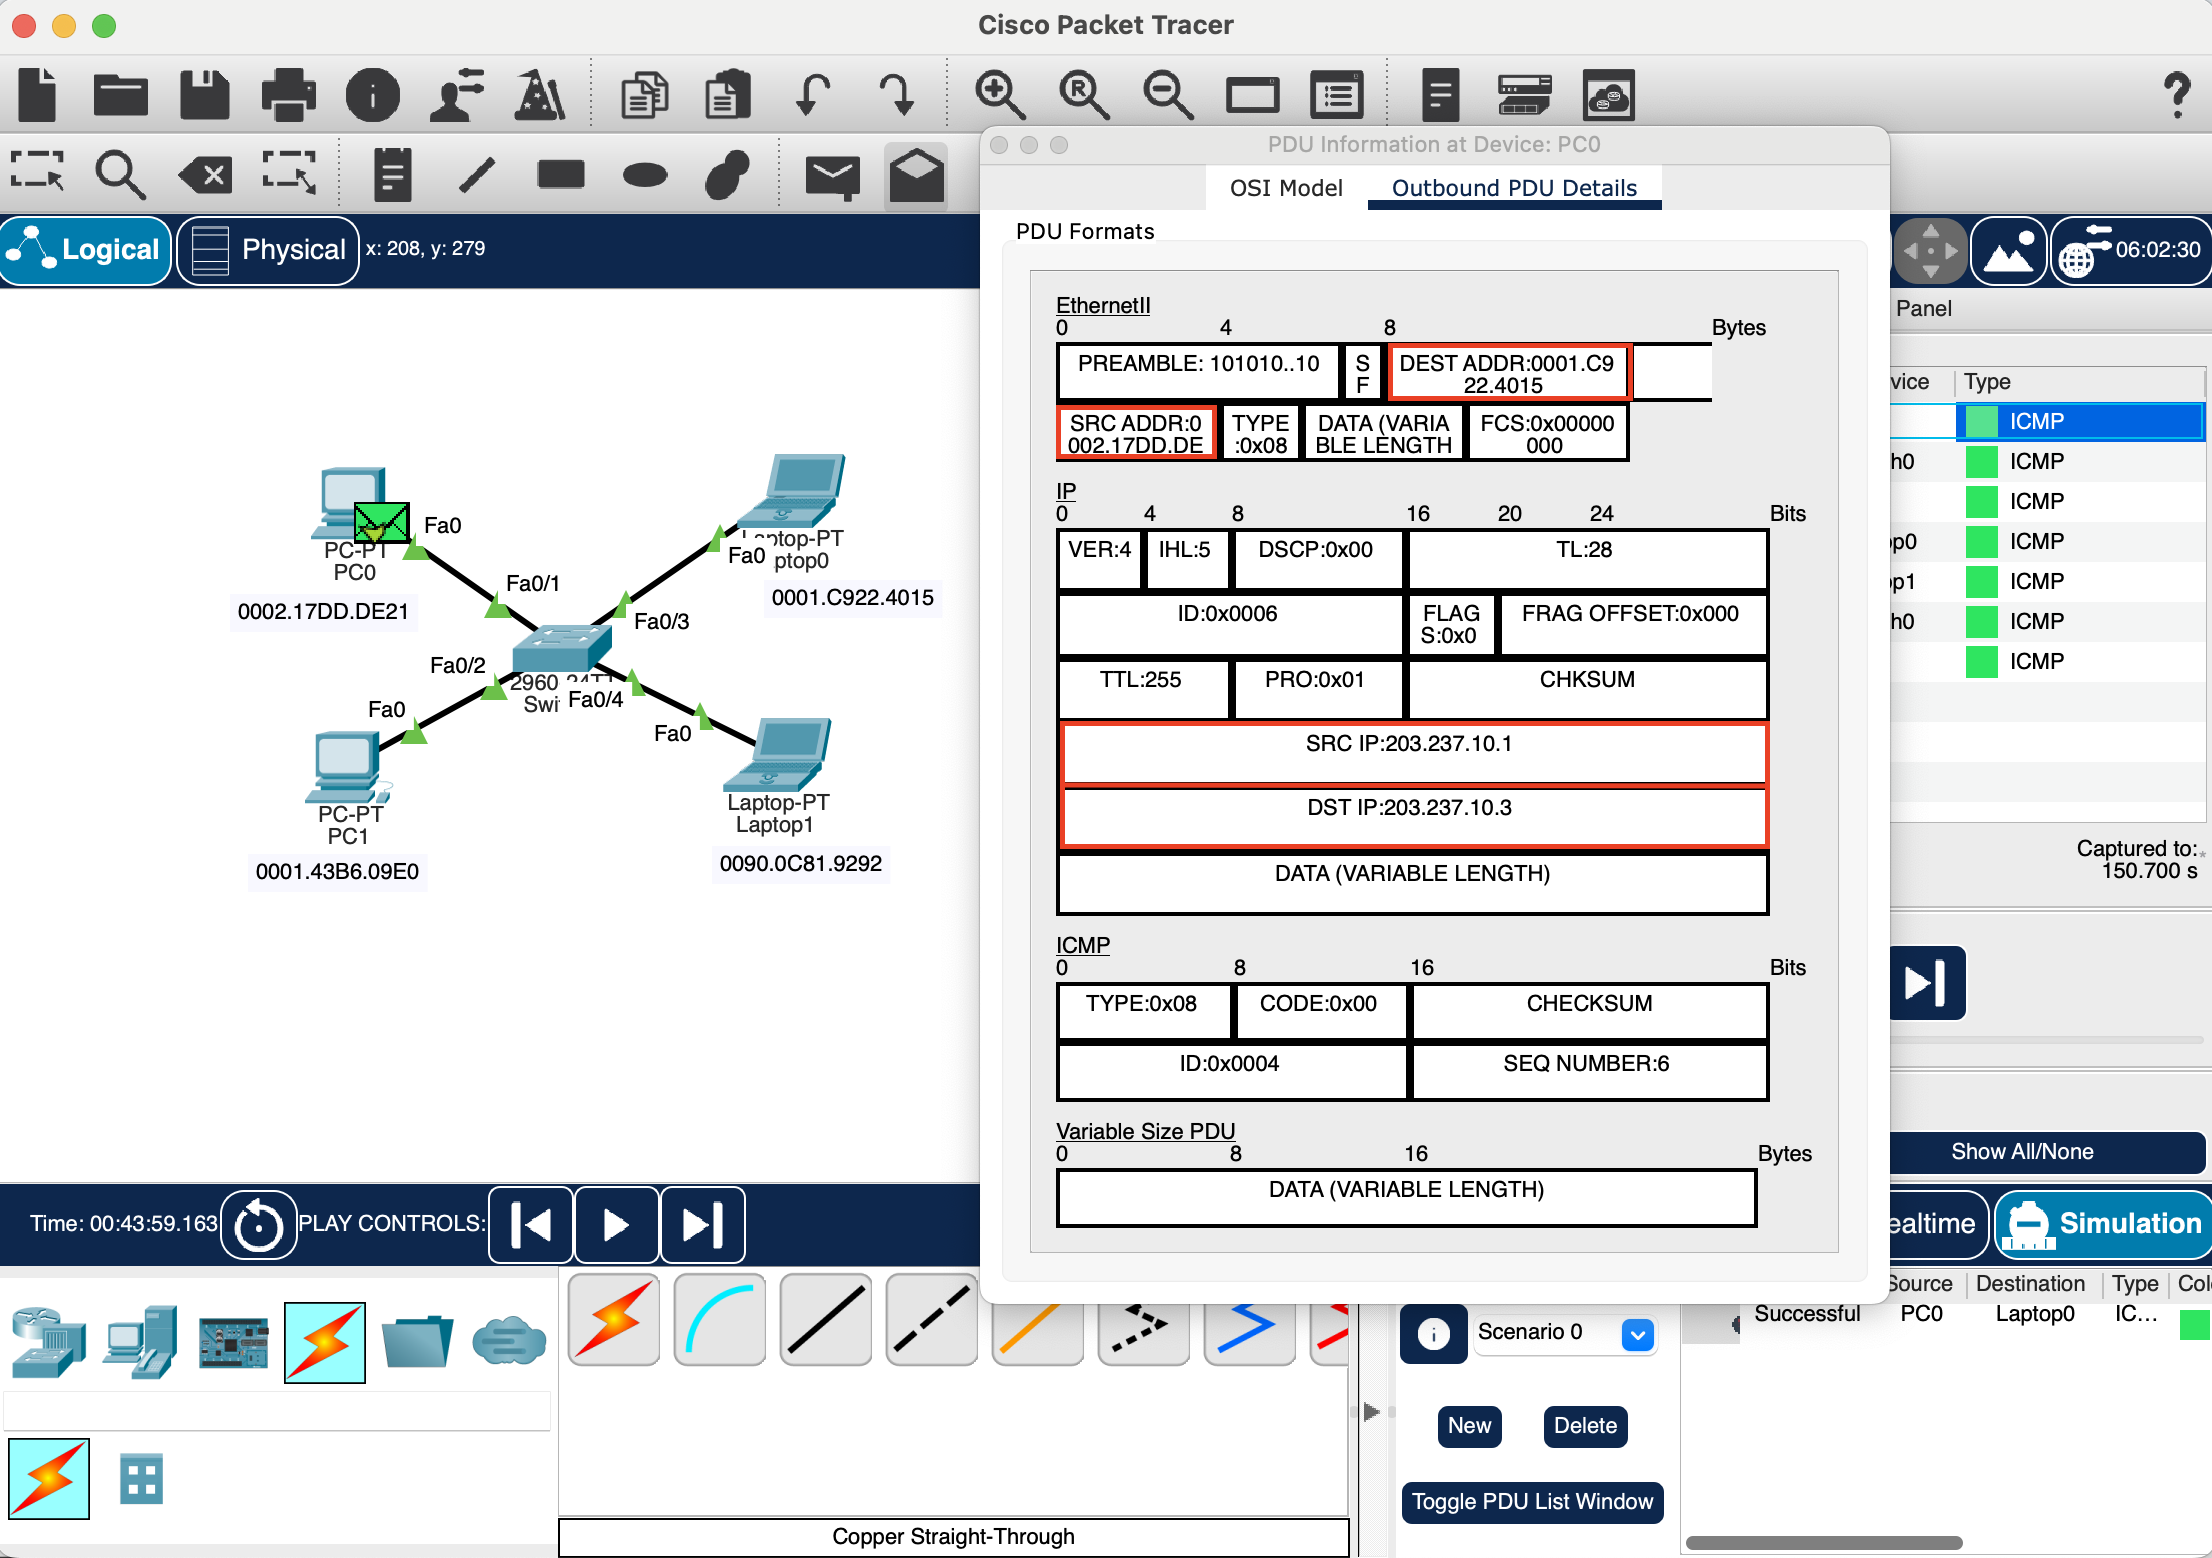 Cisco Packet Tracer
PDU Information at Device: PC0
OSI Model
Outbound PDU Details
Logical
Physical
x: 208, y: 279
06:02:30
PDU Formats
EthernetII
0 4 8 Bytes
PREAMBLE: 101010..10
S
F
DEST ADDR:0001.C9
22.4015
SRC ADDR:0
002.17DD.DE
TYPE
:0x08
DATA (VARIA
BLE LENGTH
FCS:0x00000
000
IP
0 4 8 16 20 24 Bits
VER:4
IHL:5
DSCP:0x00
TL:28
ID:0x0006
FLAG
S:0x0
FRAG OFFSET:0x000
TTL:255
PRO:0x01
CHKSUM
SRC IP:203.237.10.1
DST IP:203.237.10.3
DATA (VARIABLE LENGTH)
ICMP
0 8 16 Bits
TYPE:0x08
CODE:0x00
CHECKSUM
ID:0x0004
SEQ NUMBER:6
Variable Size PDU
0 8 16 Bytes
DATA (VARIABLE LENGTH)
Fa0
PC-PT
PC0
0002.17DD.DE21
Fa0/1
Fa0
ptop-PT
ptop0
0001.C922.4015
Fa0/3
Fa0/2
2960
Swi
Fa0/4
Fa0
PC-PT
PC1
0001.43B6.09E0
Fa0
Laptop-PT
Laptop1
0090.0C81.9292
Panel
vice
Type
ICMP
h0 ICMP
ICMP
p0 ICMP
p1 ICMP
h0 ICMP
ICMP
Captured to:
150.700 s
Show All/None
Time: 00:43:59.163
PLAY CONTROLS:
ealtime
Simulation
Scenario 0
New
Delete
Toggle PDU List Window
Source Destination Type Col
Successful PC0 Laptop0 IC...
Copper Straight-Through